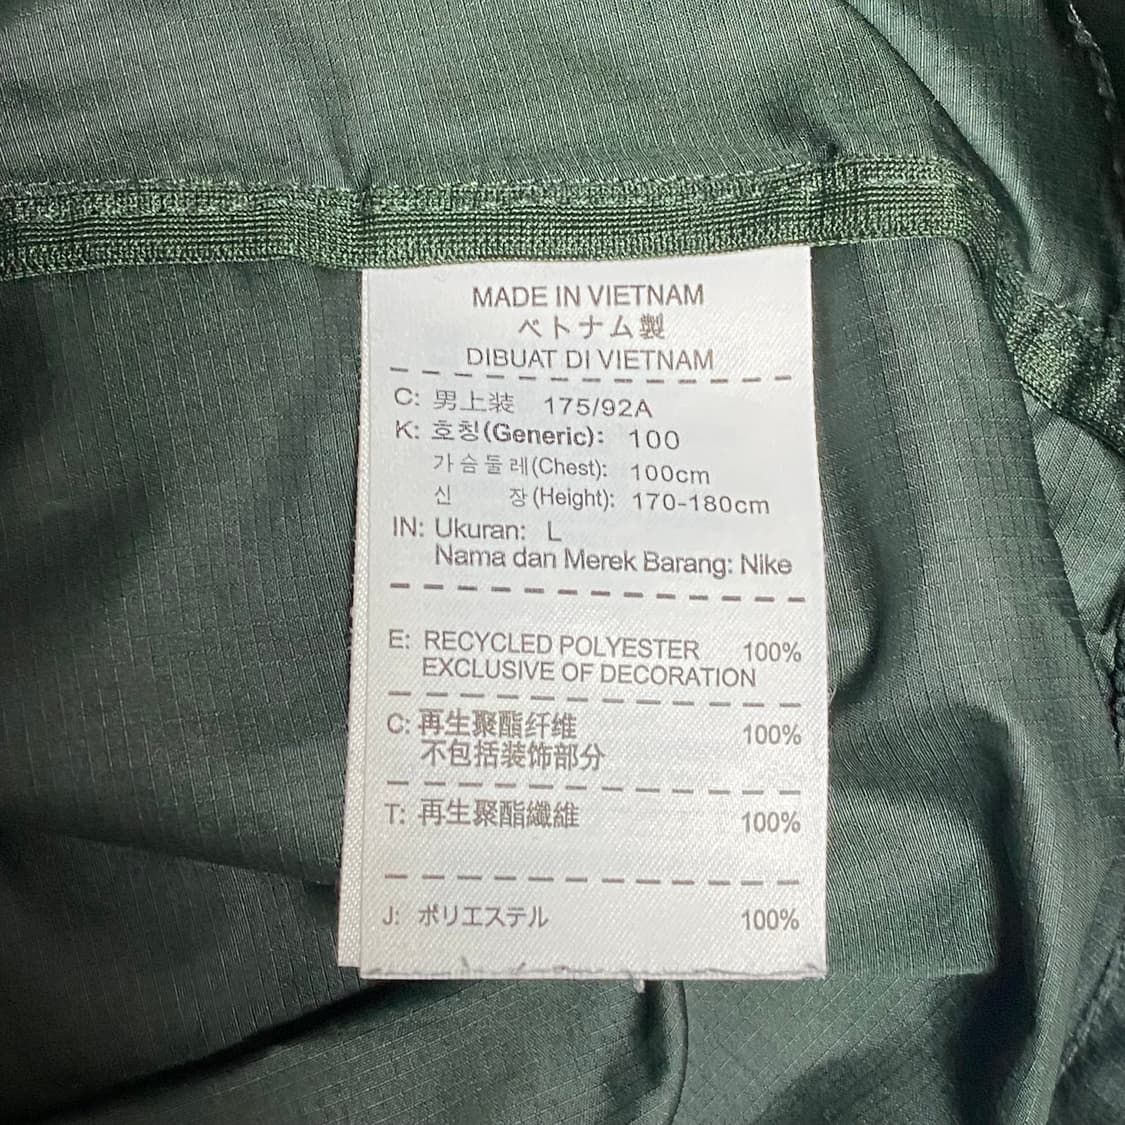 MADE IN VIETNAM
ベトナム製
DIBUAT DI VIETNAM
C: 男上装 175/92A
K: 호칭(Generic): 100
가슴둘레(Chest): 100cm
신 장(Height): 170-180cm
IN: Ukuran: L
Nama dan Merek Barang: Nike
E: RECYCLED POLYESTER 100%
EXCLUSIVE OF DECORATION
C: 再生聚酯纤维 100%
不包括装饰部分
T: 再生聚酯纖維 100%
J: ポリエステル 100%